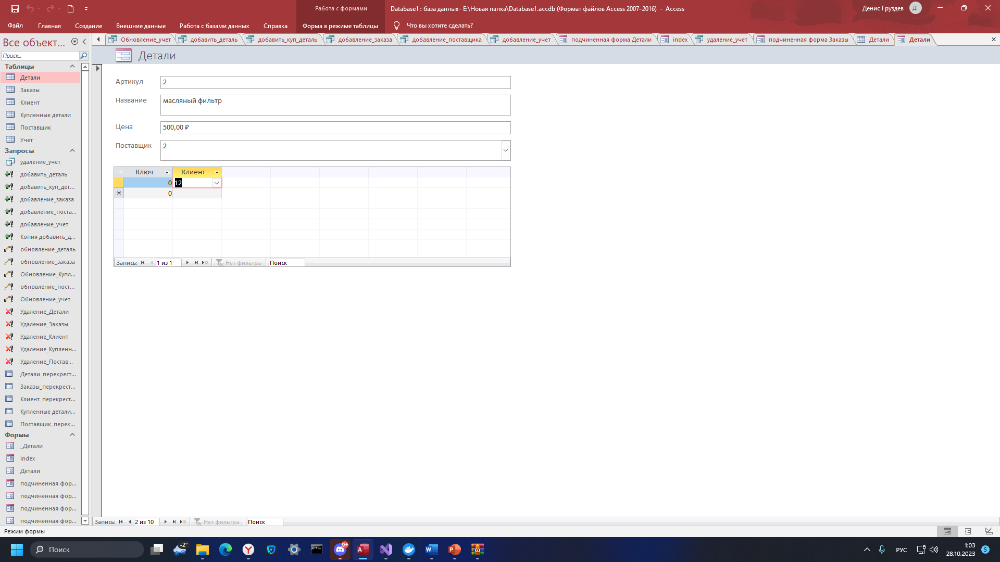 Работа с формами
Database1 : база данных- E:\Новая папка\Database1.accdb (Формат файлов Access 2007–2016) - Access
Денис Груздев
ДГ
Файл
Главная
Создание
Внешние данные
Работа с базами данных
Справка
Форма в режиме таблицы
Что вы хотите сделать?
Все объект...
Обновление_учет
добавить_деталь
добавить_куп_деталь
добавление_заказа
добавление_поставщика
добавление_учет
подчиненная форма Детали
index
удаление_учет
подчиненная форма Заказы
Детали
Детали
Поиск...
Таблицы
Детали
Заказы
Клиент
Купленные детали
Поставщик
Учет
Запросы
удаление_учет
добавить_деталь
добавить_куп_дет...
добавление_заказа
добавление_поста...
добавление_учет
Копия добавить_д...
обновление_деталь
обновление_заказа
Обновление_Купл...
обновление_пост...
Обновление_учет
Удаление_Детали
Удаление_Заказы
Удаление_Клиент
Удаление_Купленн...
Удаление_Постав...
Детали_перекрест...
Заказы_перекрест...
Клиент_перекрест...
Купленные детали...
Поставщик_перек...
Формы
_Детали
index
Детали
подчиненная фор...
подчиненная фор...
подчиненная фор...
подчиненная фор...
Детали
Артикул 2
Название масляный фильтр
Цена 500,00 ₽
Поставщик 2
Ключ Клиент
0 12
0
Запись: 1 из 1 Нет фильтра Поиск
Запись: 2 из 10 Нет фильтра Поиск
Режим формы
Поиск
-2°
9+
РУС
1:03
28.10.2023
5